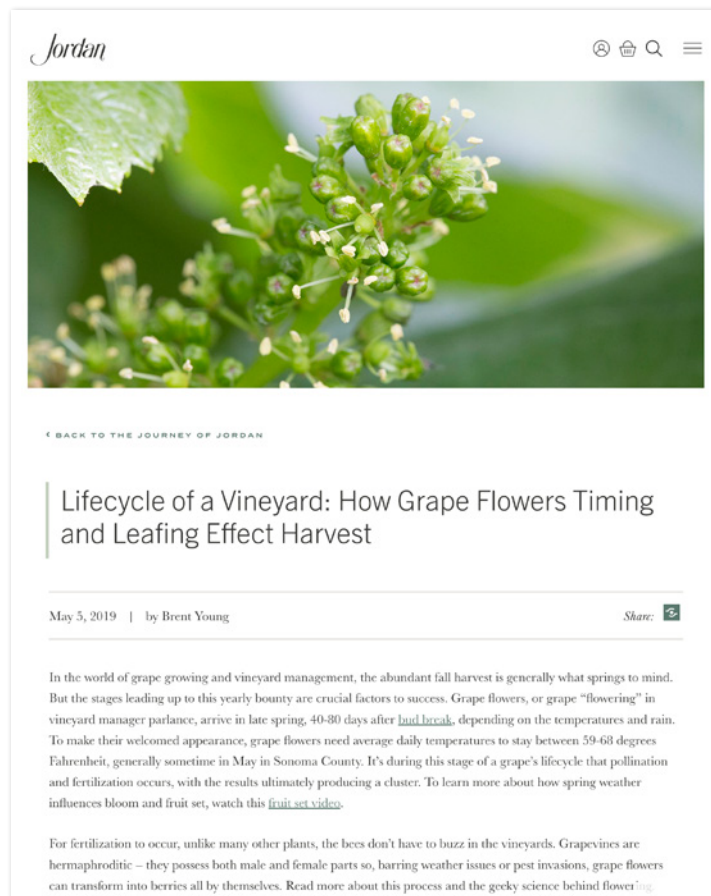 Jordan
‹ BACK TO THE JOURNEY OF JORDAN
Lifecycle of a Vineyard: How Grape Flowers Timing
and Leafing Effect Harvest
May 5, 2019 | by Brent Young Share:
In the world of grape growing and vineyard management, the abundant fall harvest is generally what springs to mind.
But the stages leading up to this yearly bounty are crucial factors to success. Grape flowers, or grape “flowering” in
vineyard manager parlance, arrive in late spring, 40-80 days after bud break, depending on the temperatures and rain.
To make their welcomed appearance, grape flowers need average daily temperatures to stay between 59-68 degrees
Fahrenheit, generally sometime in May in Sonoma County. It’s during this stage of a grape’s lifecycle that pollination
and fertilization occurs, with the results ultimately producing a cluster. To learn more about how spring weather
influences bloom and fruit set, watch this fruit set video.
For fertilization to occur, unlike many other plants, the bees don’t have to buzz in the vineyards. Grapevines are
hermaphroditic – they possess both male and female parts so, barring weather issues or pest invasions, grape flowers
can transform into berries all by themselves. Read more about this process and the geeky science behind flowering.